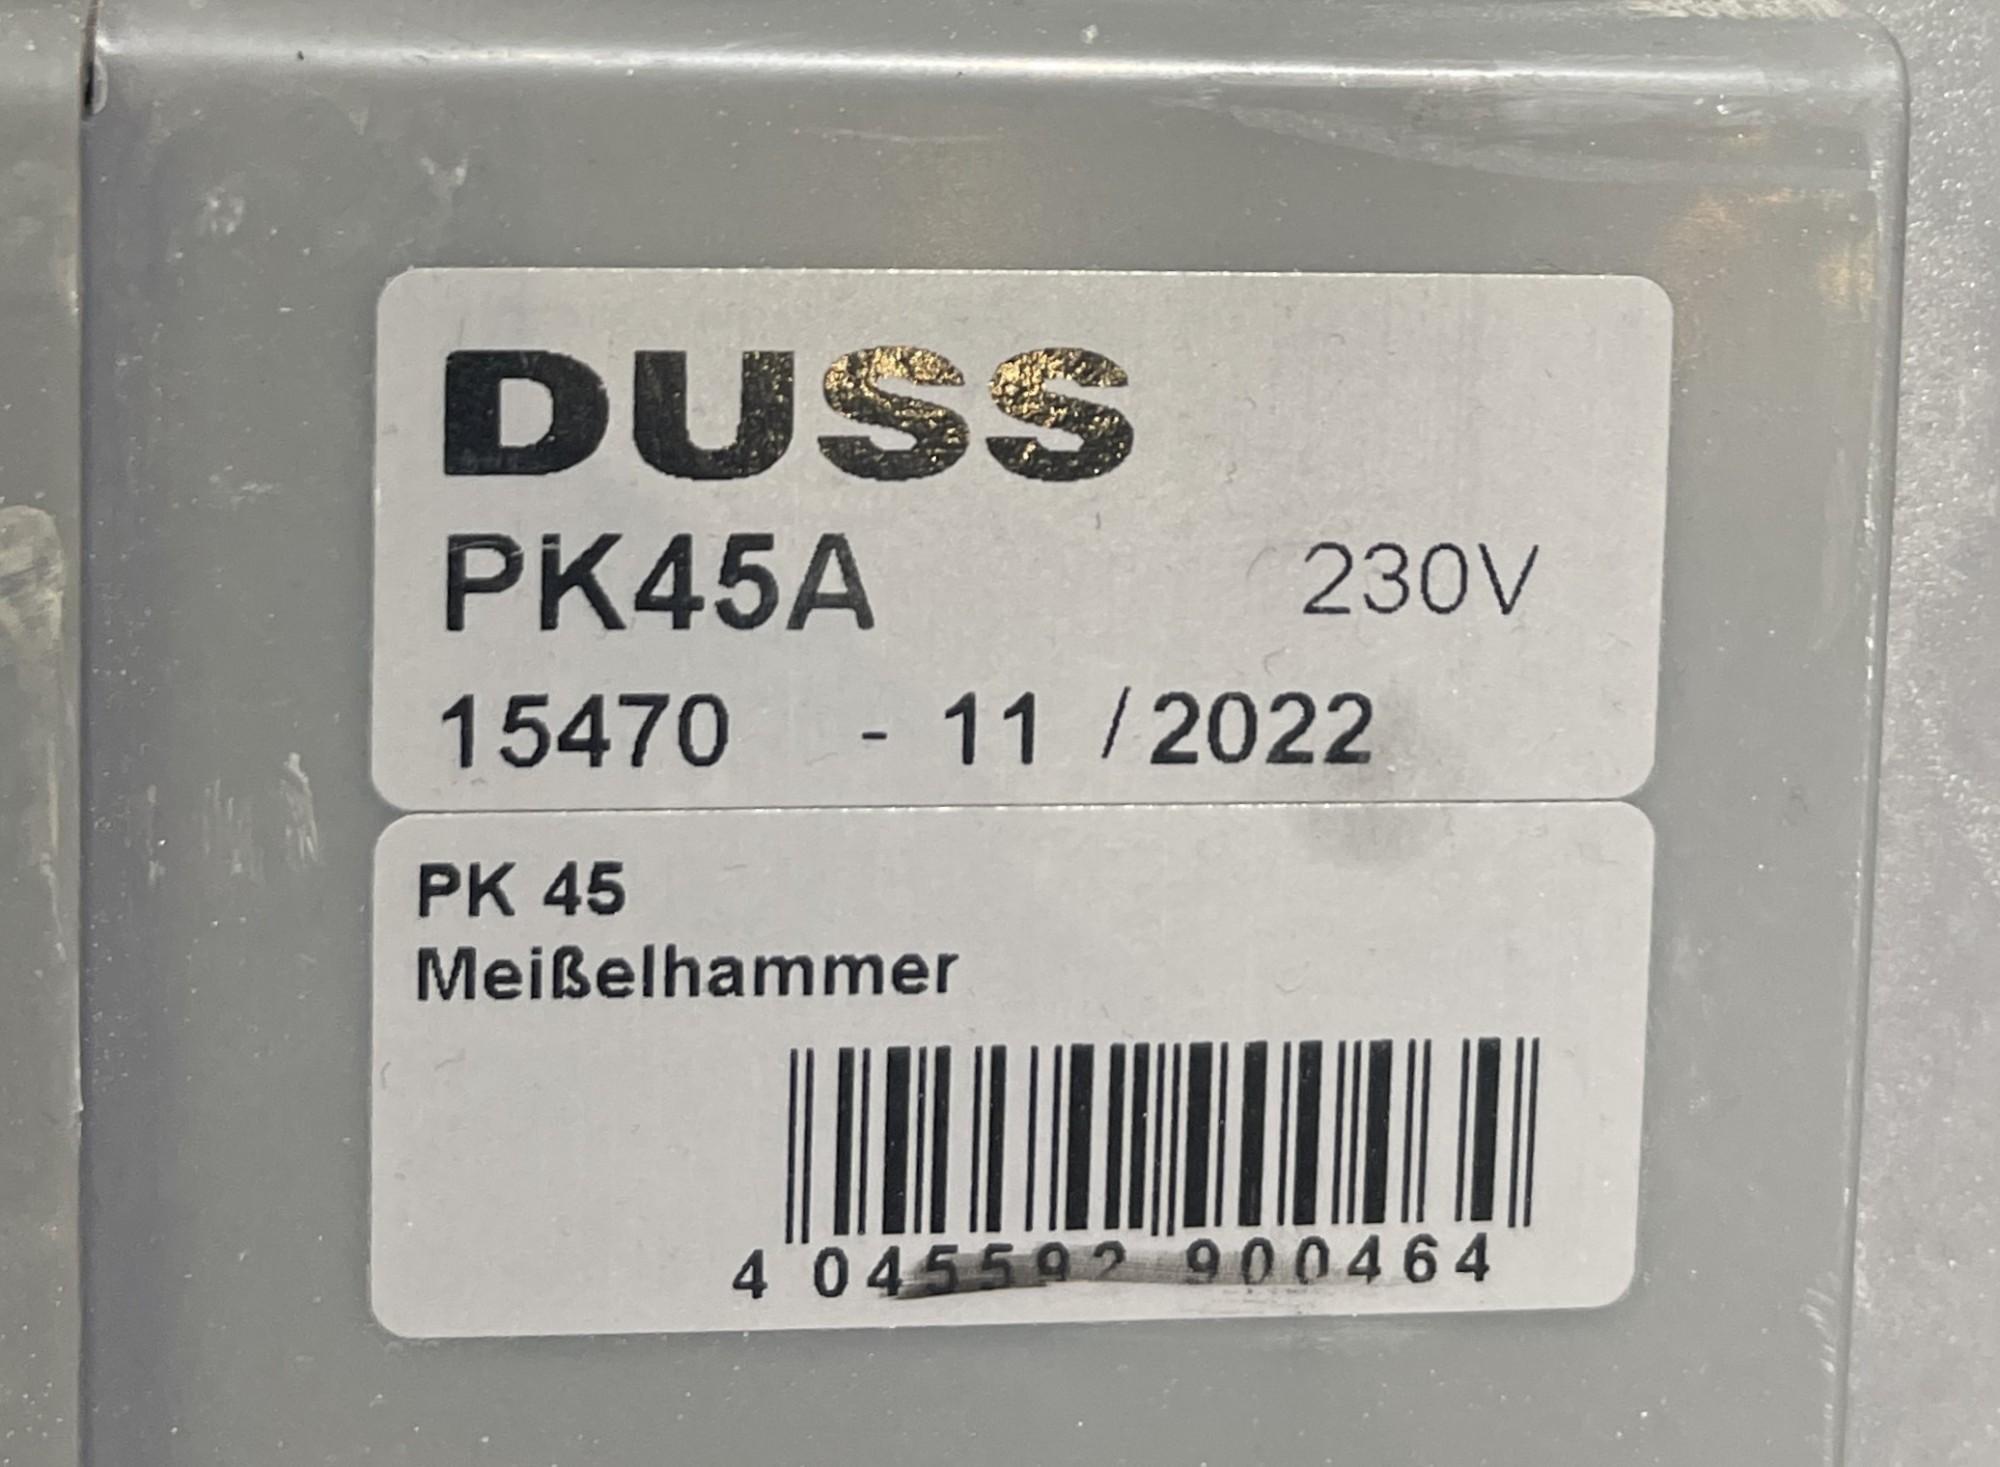 DUSS
PK45A 230V
15470 - 11 / 2022
PK 45
Meißelhammer
4 045592 900464